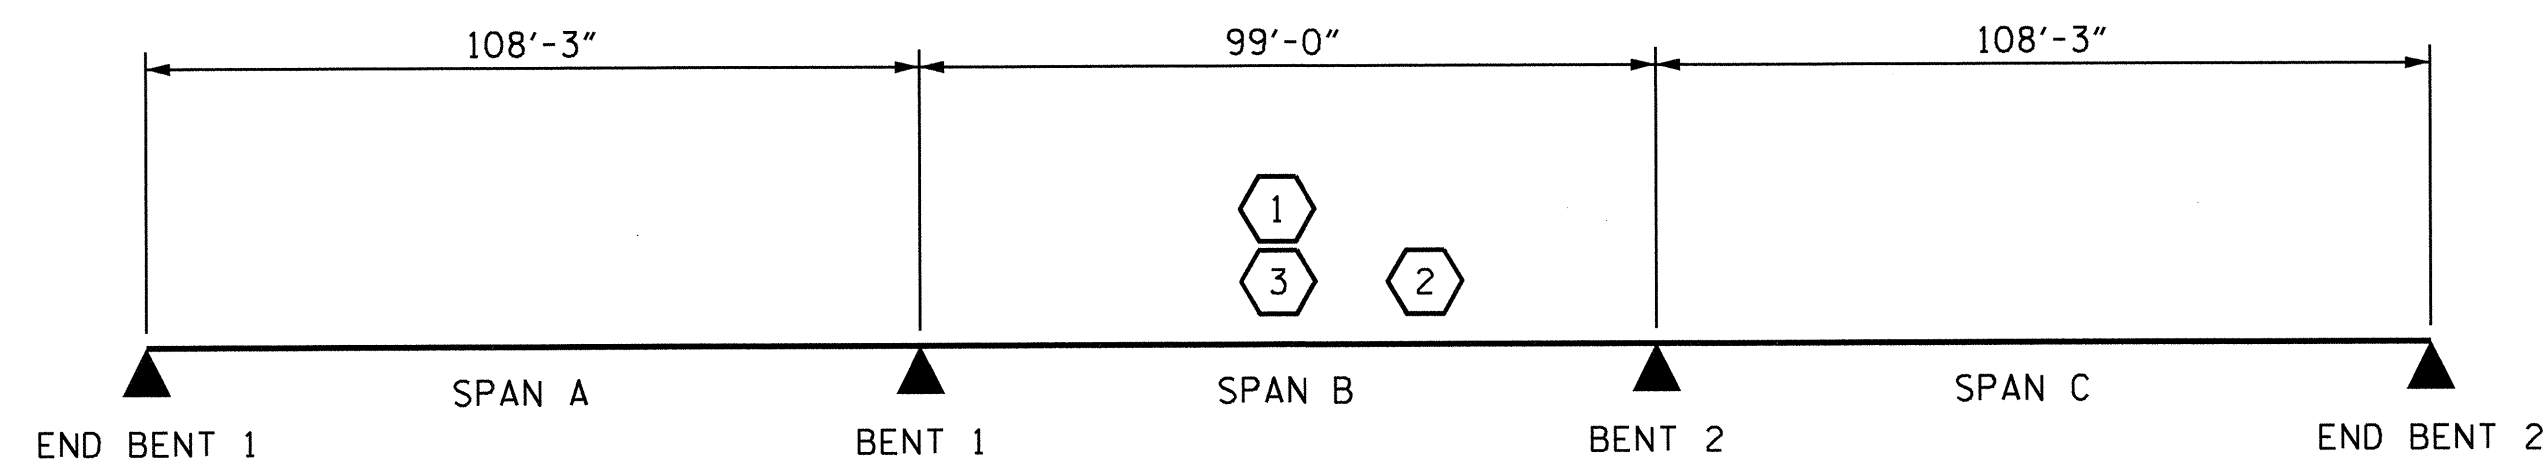 108'-3"
99'-0"
108'-3"
1
3
2
SPAN A
SPAN B
SPAN C
END BENT 1
BENT 1
BENT 2
END BENT 2